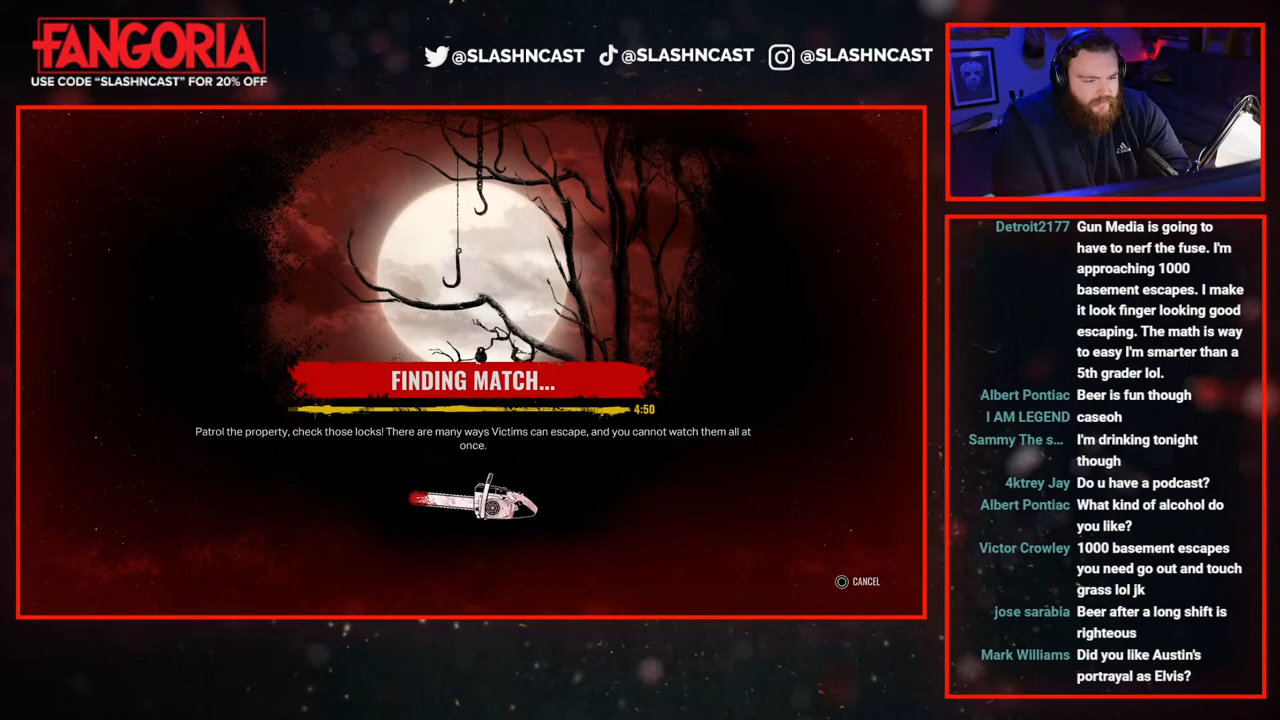 FANGORIA
USE CODE “SLASHNCAST” FOR 20% OFF
@SLASHNCAST @SLASHNCAST @SLASHNCAST
FINDING MATCH...
4:50
Patrol the property, check those locks! There are many ways Victims can escape, and you cannot watch them all at
once.
CANCEL
Detroit2177 Gun Media is going to
have to nerf the fuse. I'm
approaching 1000
basement escapes. I make
it look finger looking good
escaping. The math is way
to easy I'm smarter than a
5th grader lol.
Albert Pontiac Beer is fun though
I AM LEGEND caseoh
Sammy The s... I'm drinking tonight
though
4ktrey Jay Do u have a podcast?
Albert Pontiac What kind of alcohol do
you like?
Victor Crowley 1000 basement escapes
you need go out and touch
grass lol jk
jose sarabia Beer after a long shift is
righteous
Mark Williams Did you like Austin's
portrayal as Elvis?